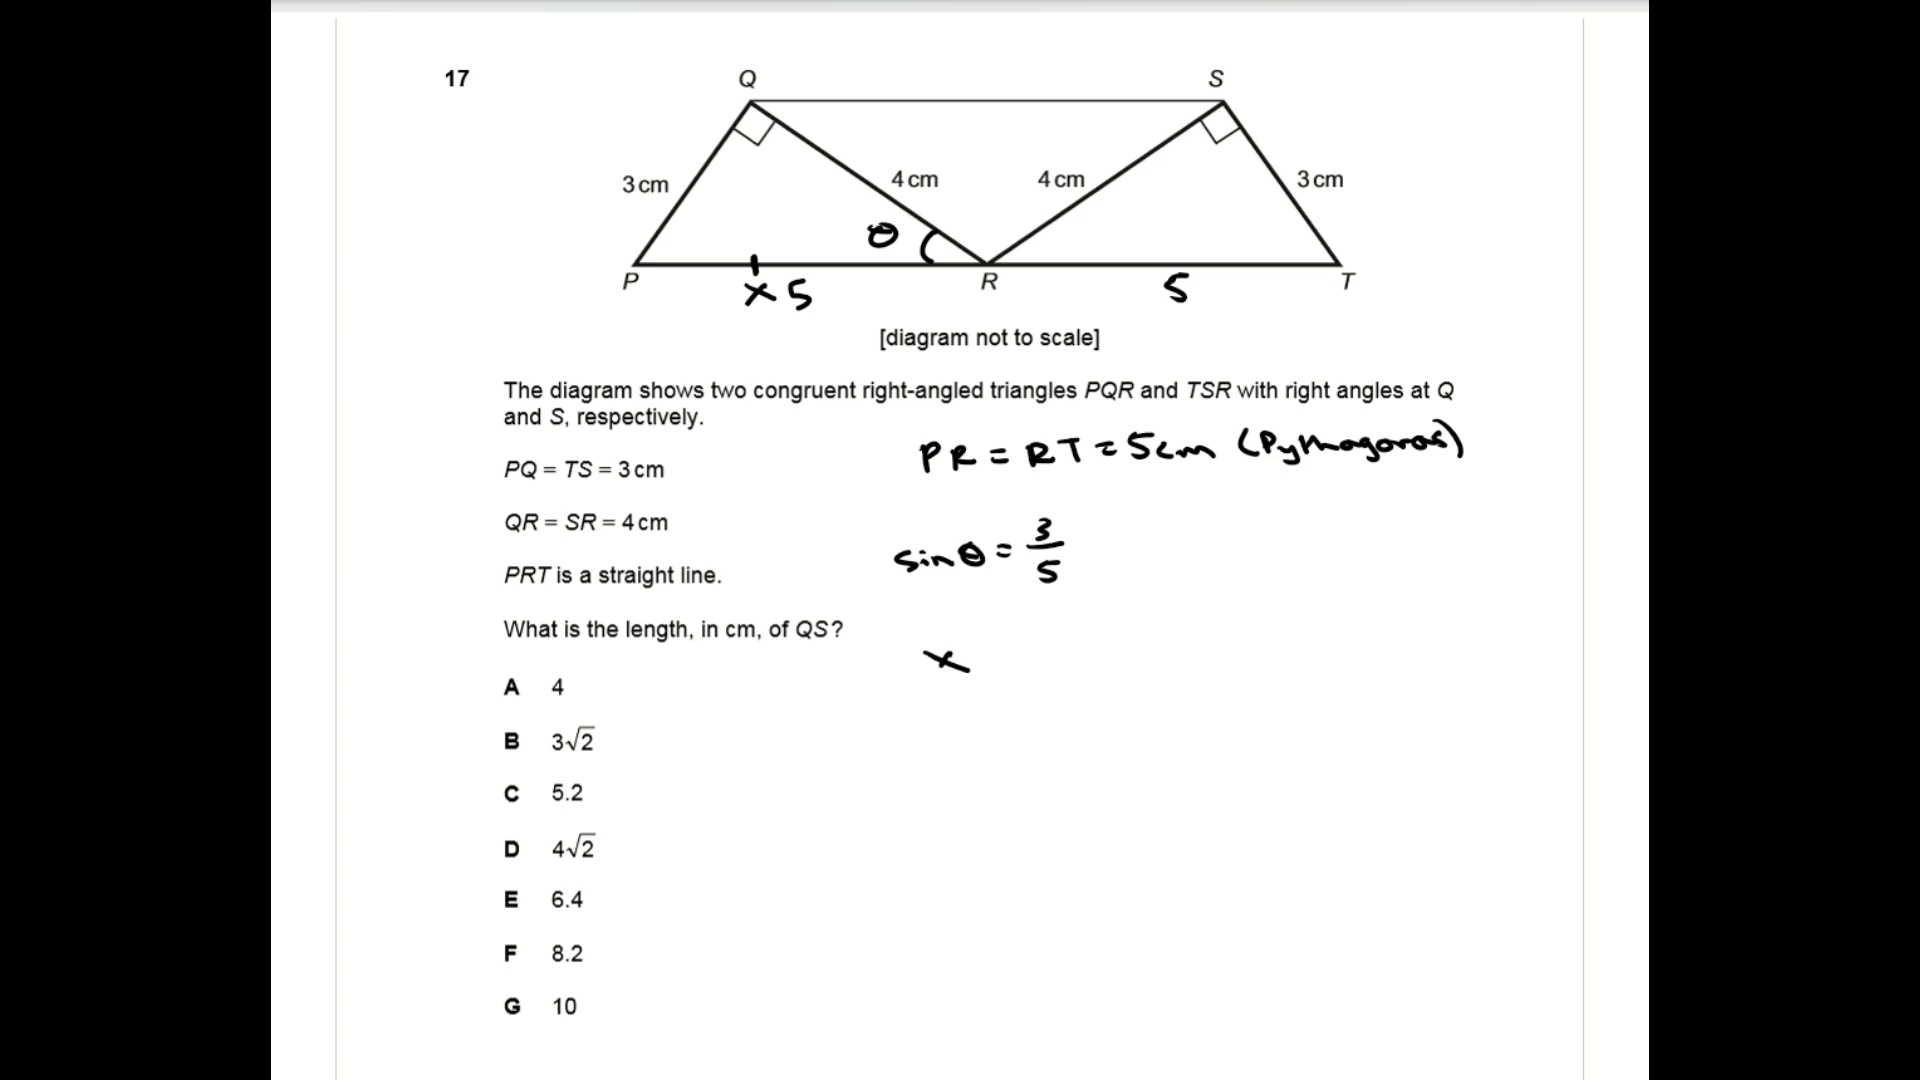 17
Q
S
3 cm
4 cm
4 cm
3 cm
θ
P
R
T
x 5
5
[diagram not to scale]
The diagram shows two congruent right-angled triangles PQR and TSR with right angles at Q
and S, respectively.
PR = RT = 5cm (Pythagoras)
PQ = TS = 3 cm
QR = SR = 4 cm
sinθ = 3/5
PRT is a straight line.
What is the length, in cm, of QS?
x
A 4
B 3√2
C 5.2
D 4√2
E 6.4
F 8.2
G 10